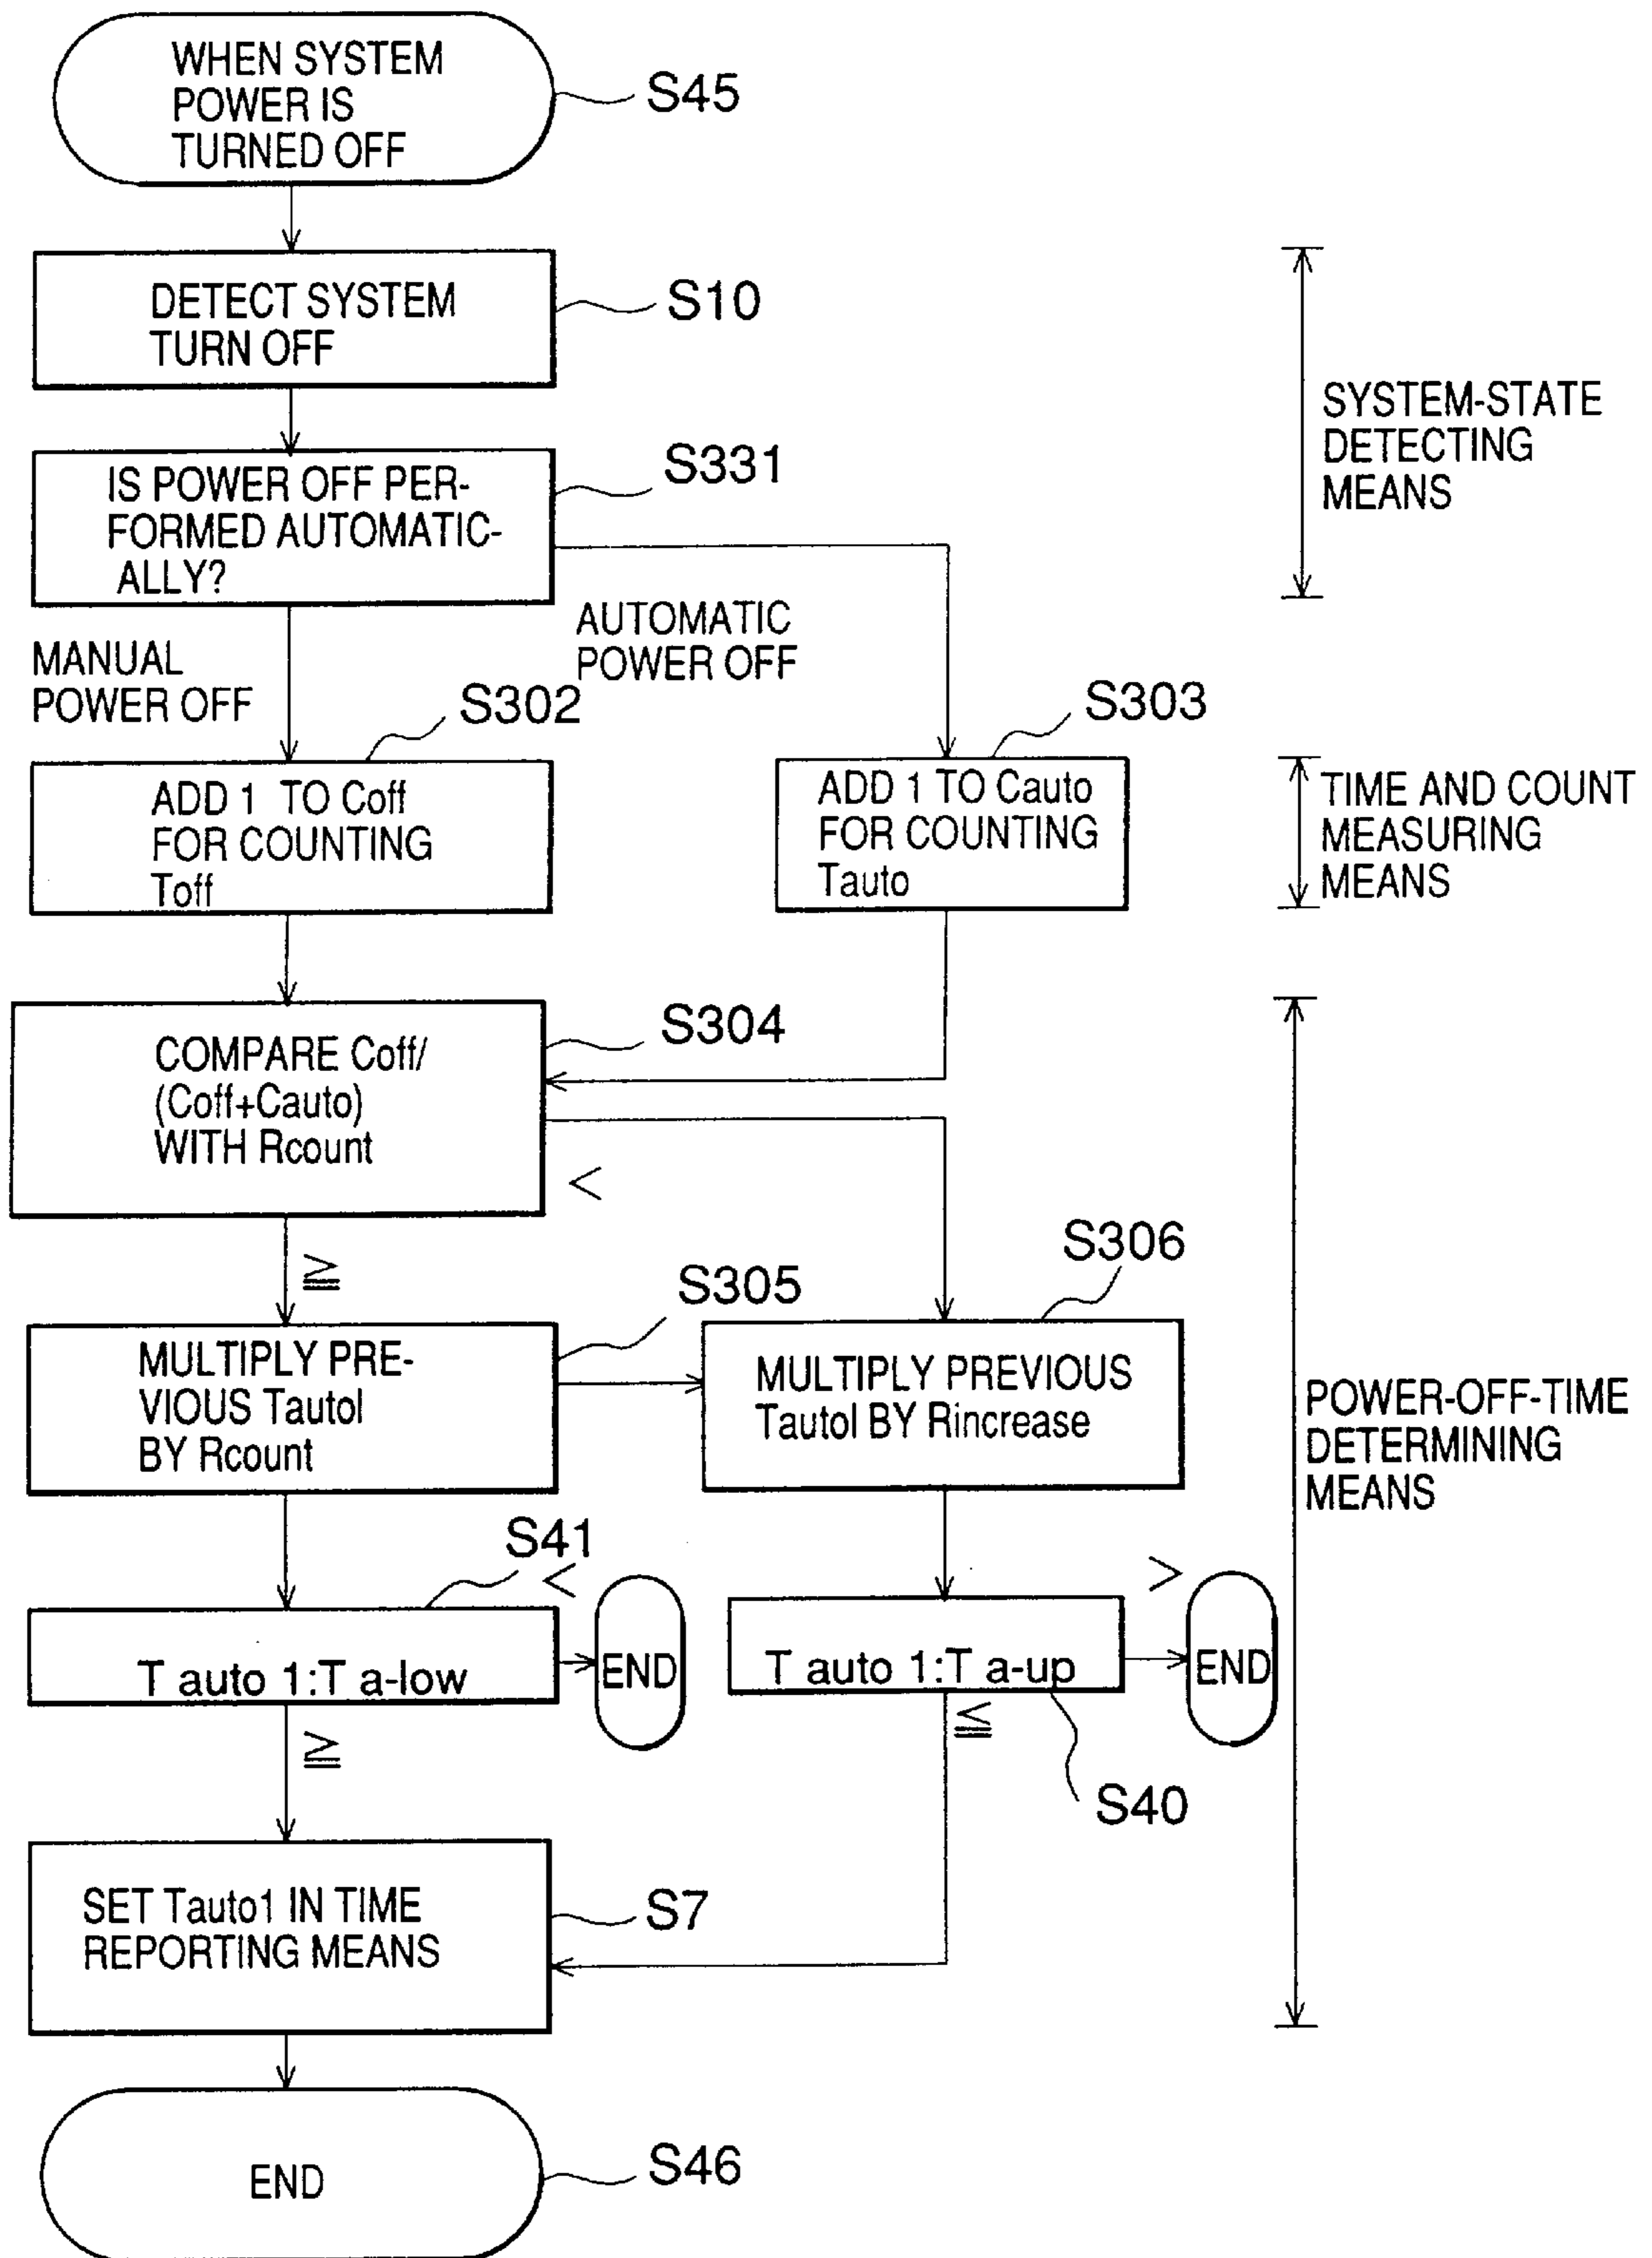 WHEN SYSTEM
POWER IS
TURNED OFF
S45
DETECT SYSTEM
TURN OFF
S10
SYSTEM-STATE
DETECTING
MEANS
IS POWER OFF PER-
FORMED AUTOMATIC-
ALLY?
S331
MANUAL
POWER OFF
AUTOMATIC
POWER OFF
S302
S303
ADD 1 TO Coff
FOR COUNTING
Toff
ADD 1 TO Cauto
FOR COUNTING
Tauto
TIME AND COUNT
MEASURING
MEANS
COMPARE Coff/
(Coff+Cauto)
WITH Rcount
S304
<
≧
S305
S306
MULTIPLY PRE-
VIOUS Tautol
BY Rcount
MULTIPLY PREVIOUS
Tautol BY Rincrease
POWER-OFF-TIME
DETERMINING
MEANS
S41
<
>
T auto 1:T a-low
END
T auto 1:T a-up
END
≧
≦
S40
SET Tauto1 IN TIME
REPORTING MEANS
S7
END
S46